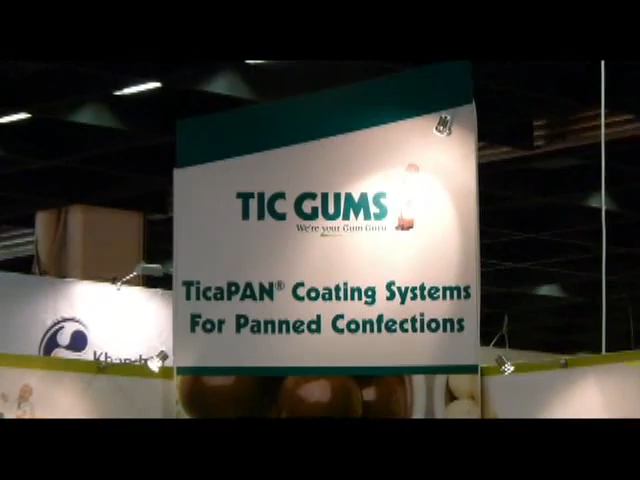 TIC GUMS
We're your Gum Guru
TicaPAN® Coating Systems
For Panned Confections